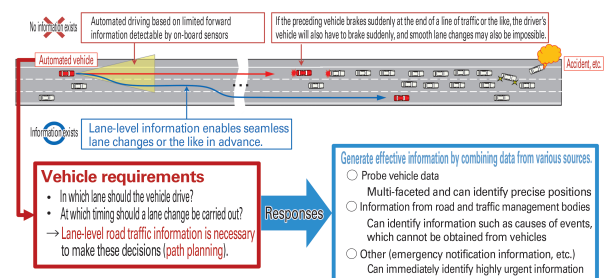 No information exists
Automated driving based on limited forward
information detectable by on-board sensors
If the preceding vehicle brakes suddenly at the end of a line of traffic or the like, the driver's
vehicle will also have to brake suddenly, and smooth lane changes may also be impossible.
Automated vehicle
Accident, etc.
Information exists
Lane-level information enables seamless
lane changes or the like in advance.
Vehicle requirements
• In which lane should the vehicle drive?
• At which timing should a lane change be carried out?
→ Lane-level road traffic information is necessary
to make these decisions (path planning).
Responses
Generate effective information by combining data from various sources.
○ Probe vehicle data
Multi-faceted and can identify precise positions
○ Information from road and traffic management bodies
Can identify information such as causes of events,
which cannot be obtained from vehicles
○ Other (emergency notification information, etc.)
Can immediately identify highly urgent information